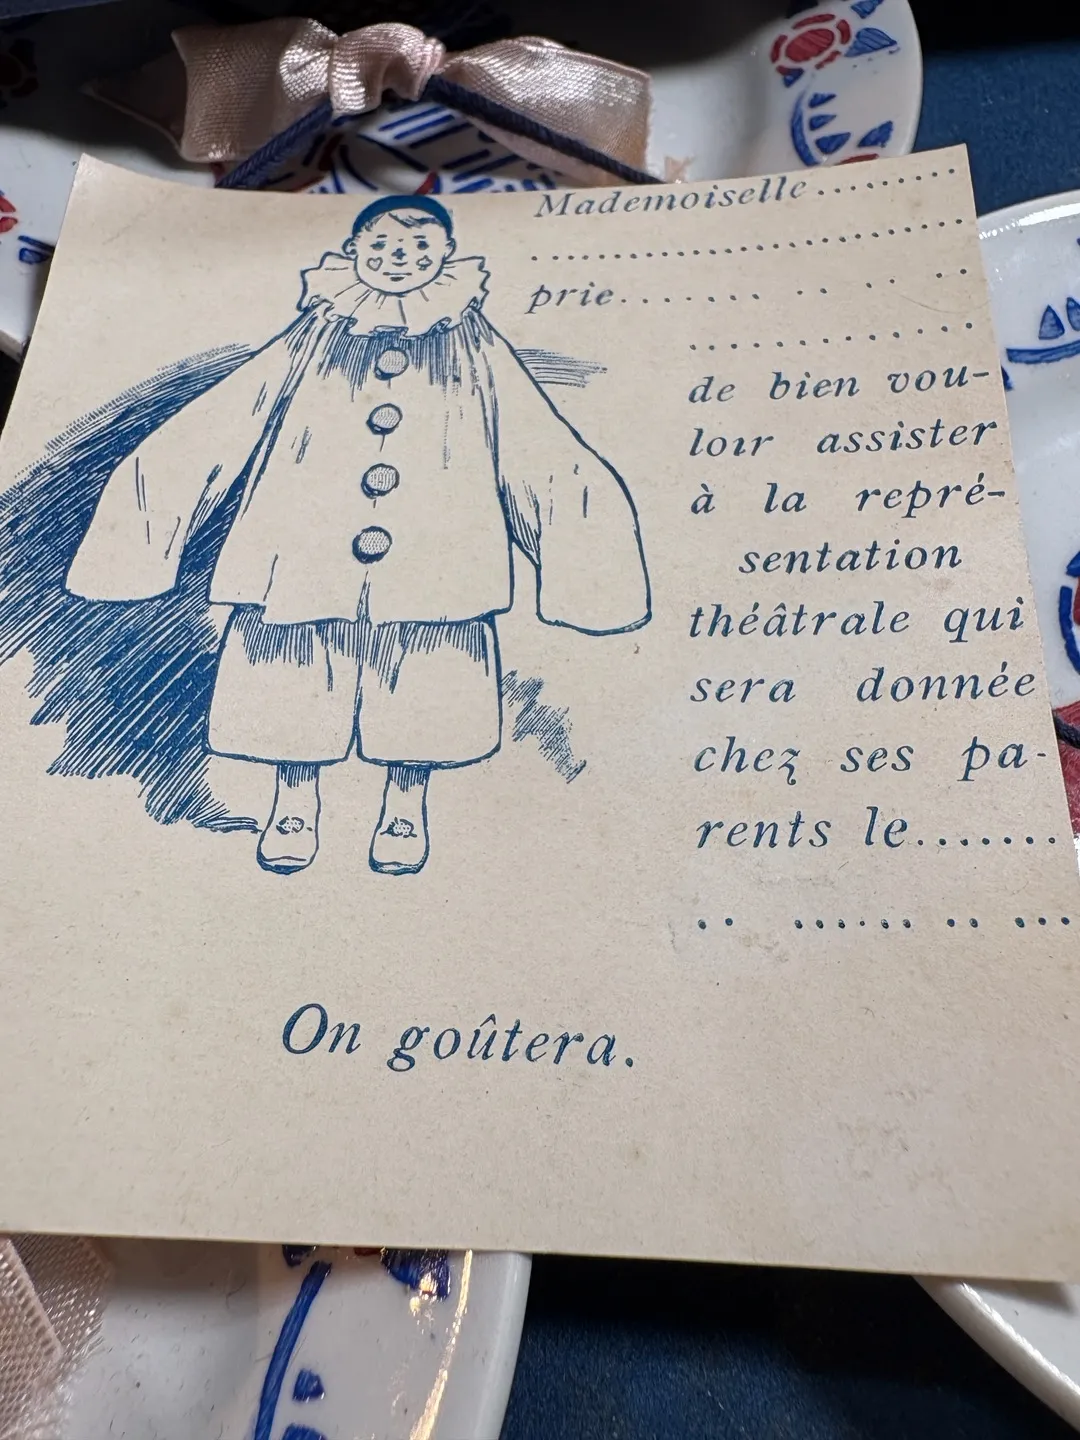 Mademoiselle.........
..........................
prie........ .. .. ..
.............
de bien vou-
loir assister
à la repré-
sentation
théâtrale qui
sera donnée
chez ses pa-
rents le.......
.. ...... .. ...
On goûtera.